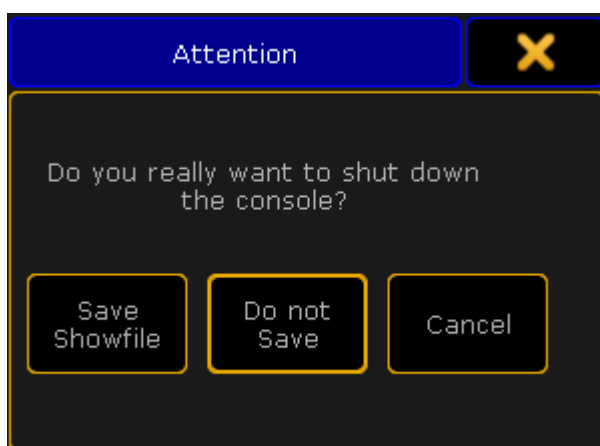 Attention
Do you really want to shut down
the console?
Save
Showfile
Do not
Save
Cancel